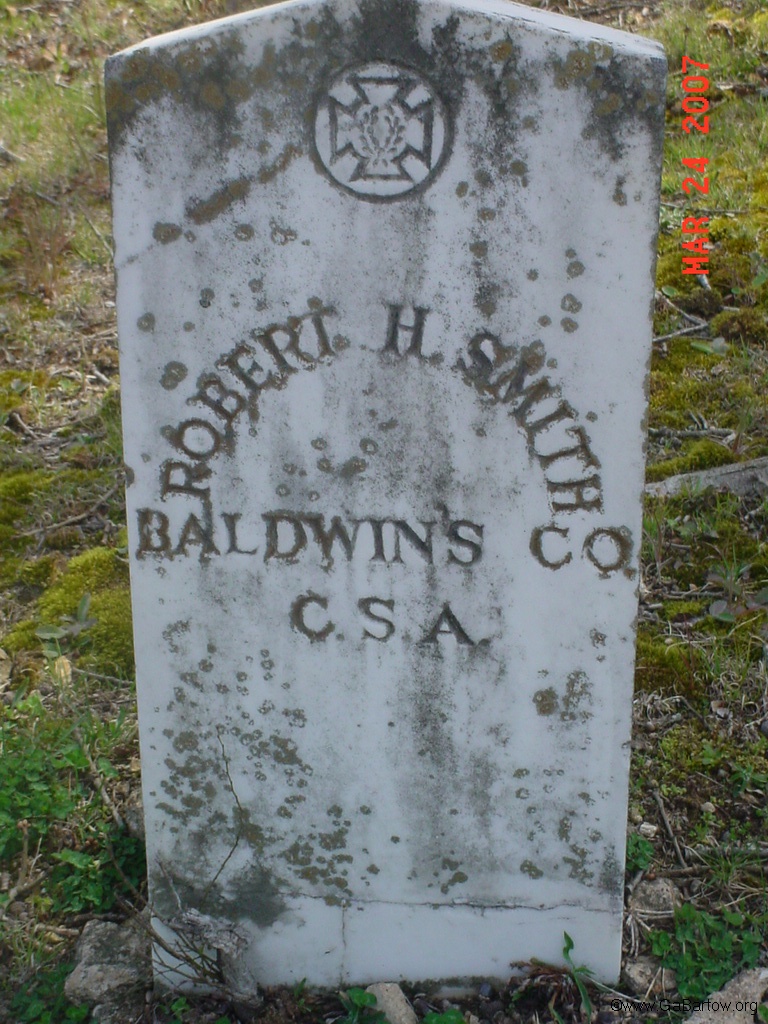 ROBERT H. SMITH
BALDWIN'S CO.
C.S.A.
MAR 24 2007
©www.GaBartow.org